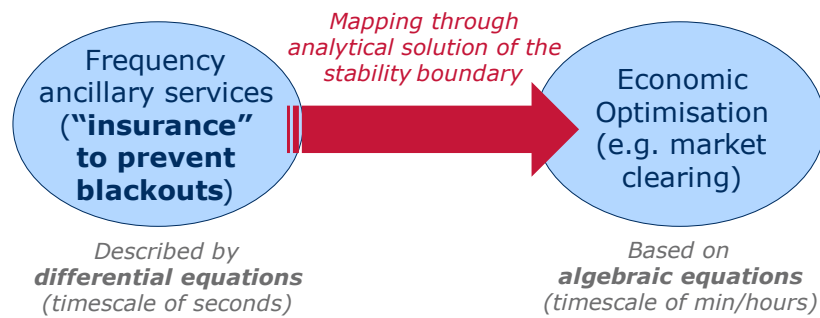 Mapping through
analytical solution of the
stability boundary
Frequency
ancillary services
(“insurance”
to prevent
blackouts)
Economic
Optimisation
(e.g. market
clearing)
Described by
differential equations
(timescale of seconds)
Based on
algebraic equations
(timescale of min/hours)